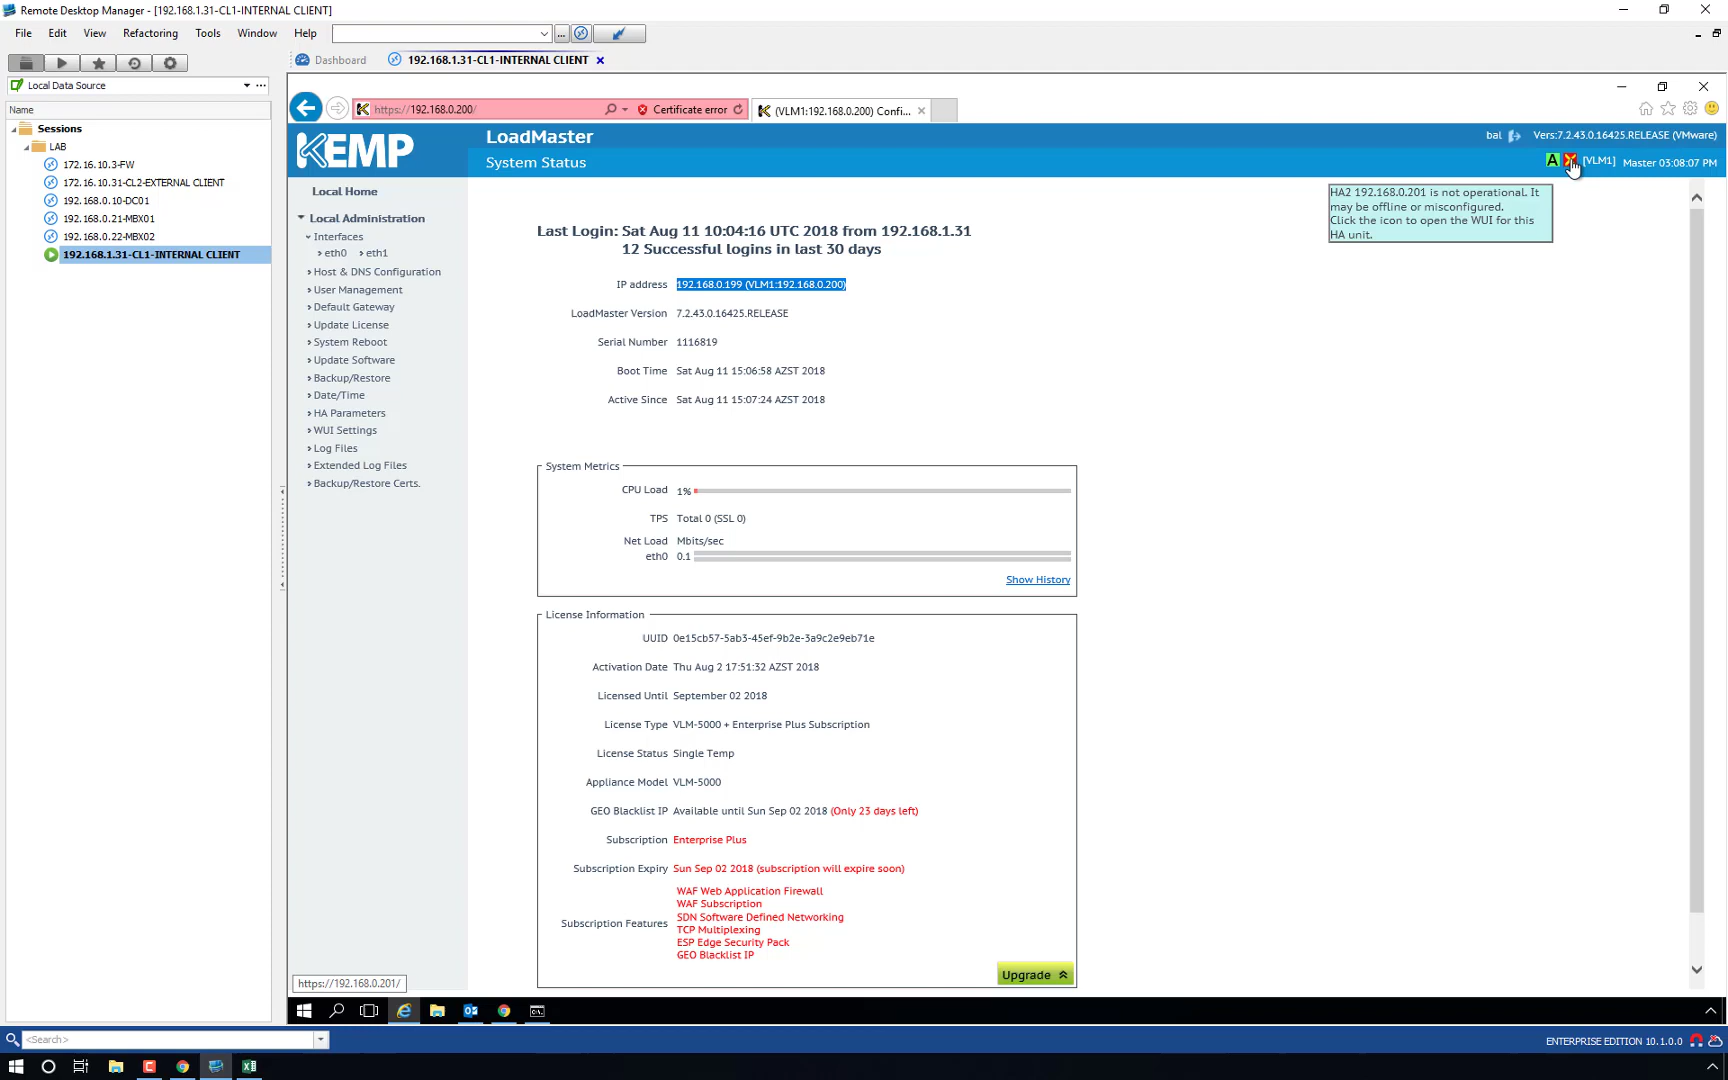 Remote Desktop Manager - [192.168.1.31-CL1-INTERNAL CLIENT]
File Edit View Refactoring Tools Window Help
Dashboard 192.168.1.31-CL1-INTERNAL CLIENT
Local Data Source
Name
Sessions
LAB
172.16.10.3-FW
172.16.10.31-CL2-EXTERNAL CLIENT
192.168.0.10-DC01
192.168.0.21-MBX01
192.168.0.22-MBX02
192.168.1.31-CL1-INTERNAL CLIENT
https://192.168.0.200/ Certificate error (VLM1:192.168.0.200) Confi...
KEMP
LoadMaster
System Status
bal Vers:7.2.43.0.16425.RELEASE (VMware)
A [VLM1] Master 03:08:07 PM
HA2 192.168.0.201 is not operational. It
may be offline or misconfigured.
Click the icon to open the WUI for this
HA unit.
Local Home
Local Administration
Interfaces
eth0 eth1
Host & DNS Configuration
User Management
Default Gateway
Update License
System Reboot
Update Software
Backup/Restore
Date/Time
HA Parameters
WUI Settings
Log Files
Extended Log Files
Backup/Restore Certs.
Last Login: Sat Aug 11 10:04:16 UTC 2018 from 192.168.1.31
12 Successful logins in last 30 days
IP address 192.168.0.199 (VLM1:192.168.0.200)
LoadMaster Version 7.2.43.0.16425.RELEASE
Serial Number 1116819
Boot Time Sat Aug 11 15:06:58 AZST 2018
Active Since Sat Aug 11 15:07:24 AZST 2018
System Metrics
CPU Load 1%
TPS Total 0 (SSL 0)
Net Load Mbits/sec
eth0 0.1
Show History
License Information
UUID 0e15cb57-5ab3-45ef-9b2e-3a9c2e9eb71e
Activation Date Thu Aug 2 17:51:32 AZST 2018
Licensed Until September 02 2018
License Type VLM-5000 + Enterprise Plus Subscription
License Status Single Temp
Appliance Model VLM-5000
GEO Blacklist IP Available until Sun Sep 02 2018 (Only 23 days left)
Subscription Enterprise Plus
Subscription Expiry Sun Sep 02 2018 (subscription will expire soon)
Subscription Features
WAF Web Application Firewall
WAF Subscription
SDN Software Defined Networking
TCP Multiplexing
ESP Edge Security Pack
GEO Blacklist IP
Upgrade
https://192.168.0.201/
<Search>
ENTERPRISE EDITION 10.1.0.0